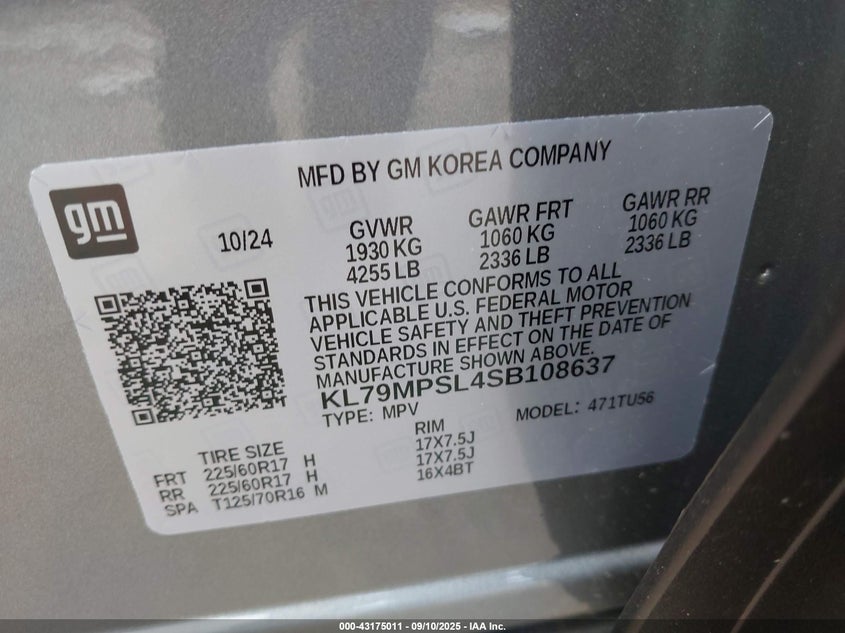 MFD BY GM KOREA COMPANY
gm
10/24
GVWR
1930 KG
4255 LB
GAWR FRT
1060 KG
2336 LB
GAWR RR
1060 KG
2336 LB
THIS VEHICLE CONFORMS TO ALL
APPLICABLE U.S. FEDERAL MOTOR
VEHICLE SAFETY AND THEFT PREVENTION
STANDARDS IN EFFECT ON THE DATE OF
MANUFACTURE SHOWN ABOVE.
KL79MPSL4SB108637
TYPE: MPV MODEL: 471TU56
TIRE SIZE RIM
FRT 225/60R17 H 17X7.5J
RR 225/60R17 H 17X7.5J
SPA T125/70R16 M 16X4BT
000-43175011 - 09/10/2025 - IAA Inc.